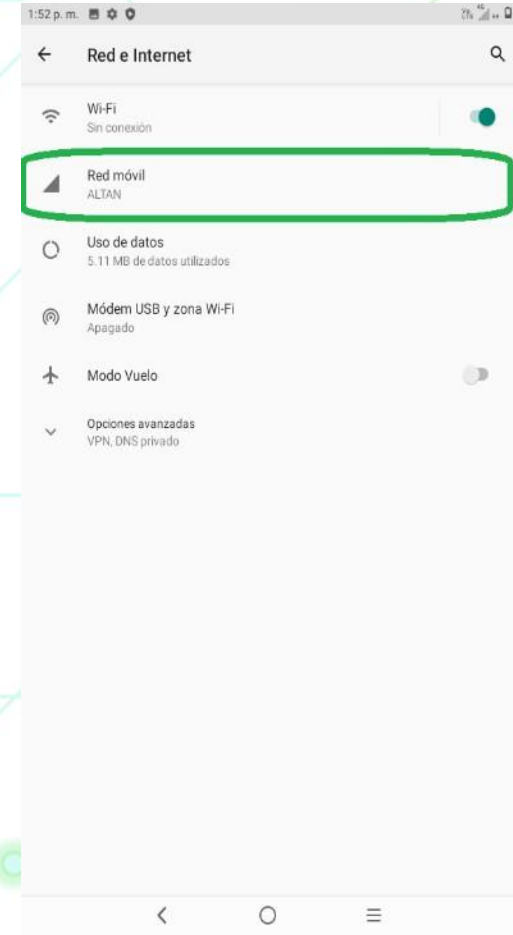 1:52 p. m.
4G
Red e Internet
Wi-Fi
Sin conexión
Red móvil
ALTAN
Uso de datos
5.11 MB de datos utilizados
Módem USB y zona Wi-Fi
Apagado
Modo Vuelo
Opciones avanzadas
VPN, DNS privado